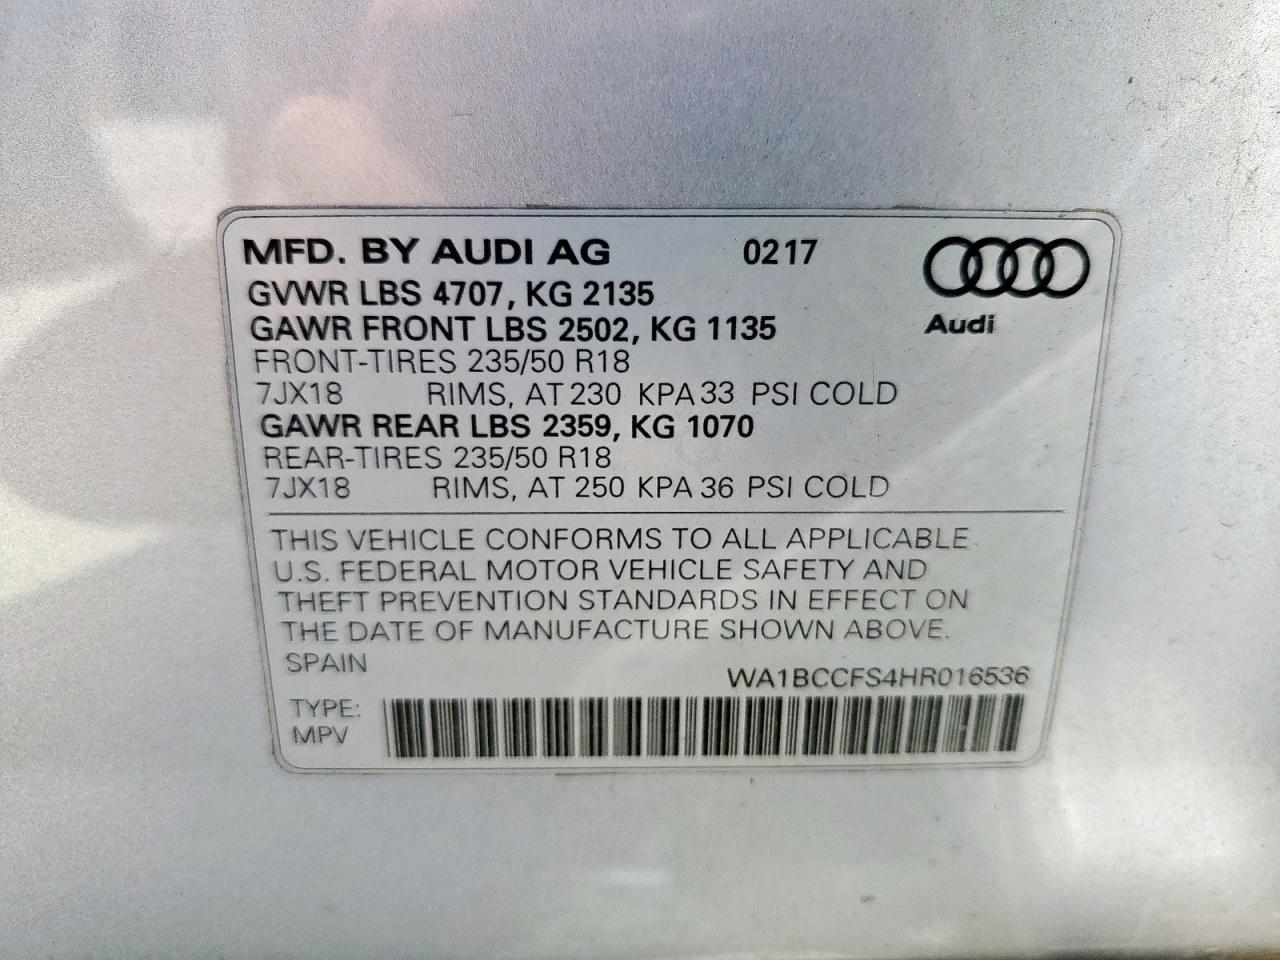 MFD. BY AUDI AG 0217
GVWR LBS 4707, KG 2135
GAWR FRONT LBS 2502, KG 1135
Audi
FRONT-TIRES 235/50 R18
7JX18 RIMS, AT 230 KPA 33 PSI COLD
GAWR REAR LBS 2359, KG 1070
REAR-TIRES 235/50 R18
7JX18 RIMS, AT 250 KPA 36 PSI COLD
THIS VEHICLE CONFORMS TO ALL APPLICABLE
U.S. FEDERAL MOTOR VEHICLE SAFETY AND
THEFT PREVENTION STANDARDS IN EFFECT ON
THE DATE OF MANUFACTURE SHOWN ABOVE.
SPAIN
WA1BCCFS4HR016536
TYPE:
MPV